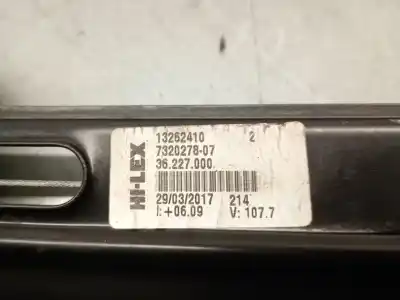 HI-LEX
13262410 2
7320278-07
36.227.000.
29/03/2017 214
I:+06.09 V: 107.7